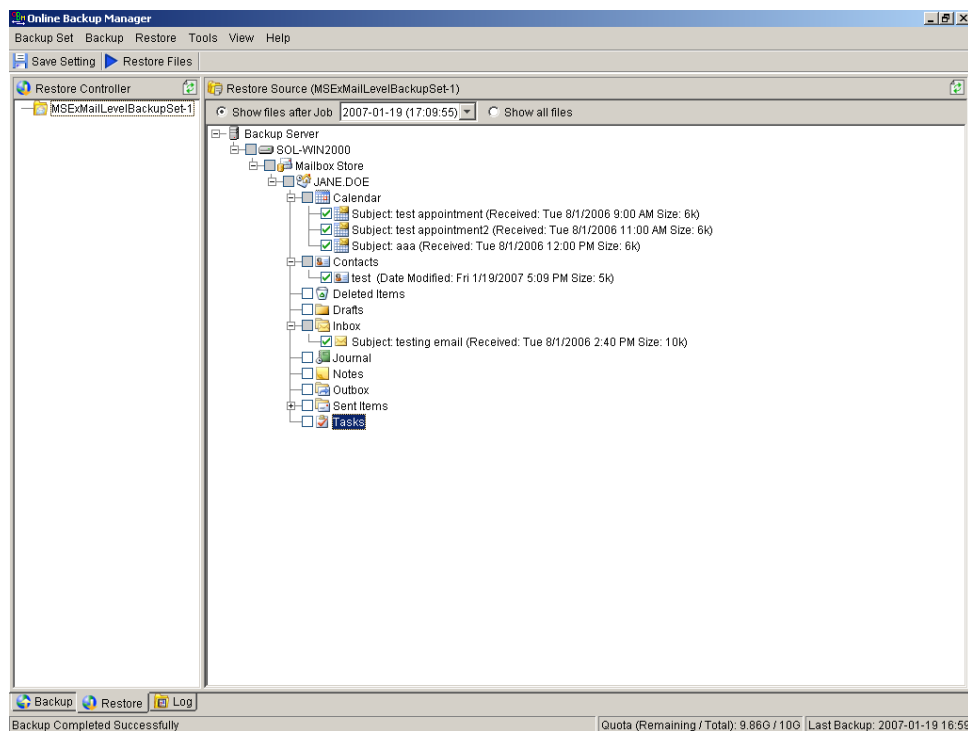 Online Backup Manager
Backup Set Backup Restore Tools View Help
Save Setting Restore Files
Restore Controller
MSExMailLevelBackupSet-1
Restore Source (MSExMailLevelBackupSet-1)
Show files after Job 2007-01-19 (17:09:55) Show all files
Backup Server
SOL-WIN2000
Mailbox Store
JANE.DOE
Calendar
Subject: test appointment (Received: Tue 8/1/2006 9:00 AM Size: 6k)
Subject: test appointment2 (Received: Tue 8/1/2006 11:00 AM Size: 6k)
Subject: aaa (Received: Tue 8/1/2006 12:00 PM Size: 6k)
Contacts
test (Date Modified: Fri 1/19/2007 5:09 PM Size: 5k)
Deleted Items
Drafts
Inbox
Subject: testing email (Received: Tue 8/1/2006 2:40 PM Size: 10k)
Journal
Notes
Outbox
Sent Items
Tasks
Backup Restore Log
Backup Completed Successfully
Quota (Remaining / Total): 9.86G / 10G Last Backup: 2007-01-19 16:59